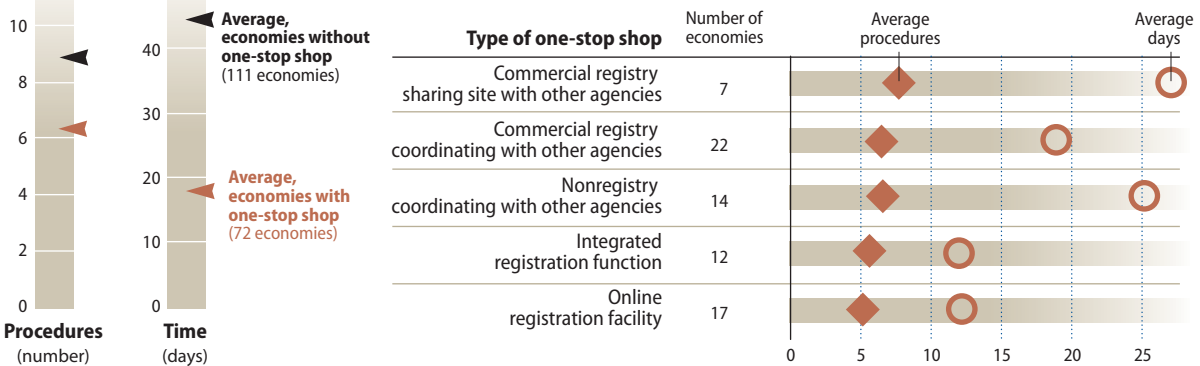 10
8
6
4
2
0
Procedures
(number)
40
30
20
10
0
Time
(days)
Average,
economies without
one-stop shop
(111 economies)
Average,
economies with
one-stop shop
(72 economies)
Type of one-stop shop
Number of
economies
Average
procedures
Average
days
Commercial registry
sharing site with other agencies
7
Commercial registry
coordinating with other agencies
22
Nonregistry
coordinating with other agencies
14
Integrated
registration function
12
Online
registration facility
17
0 5 10 15 20 25